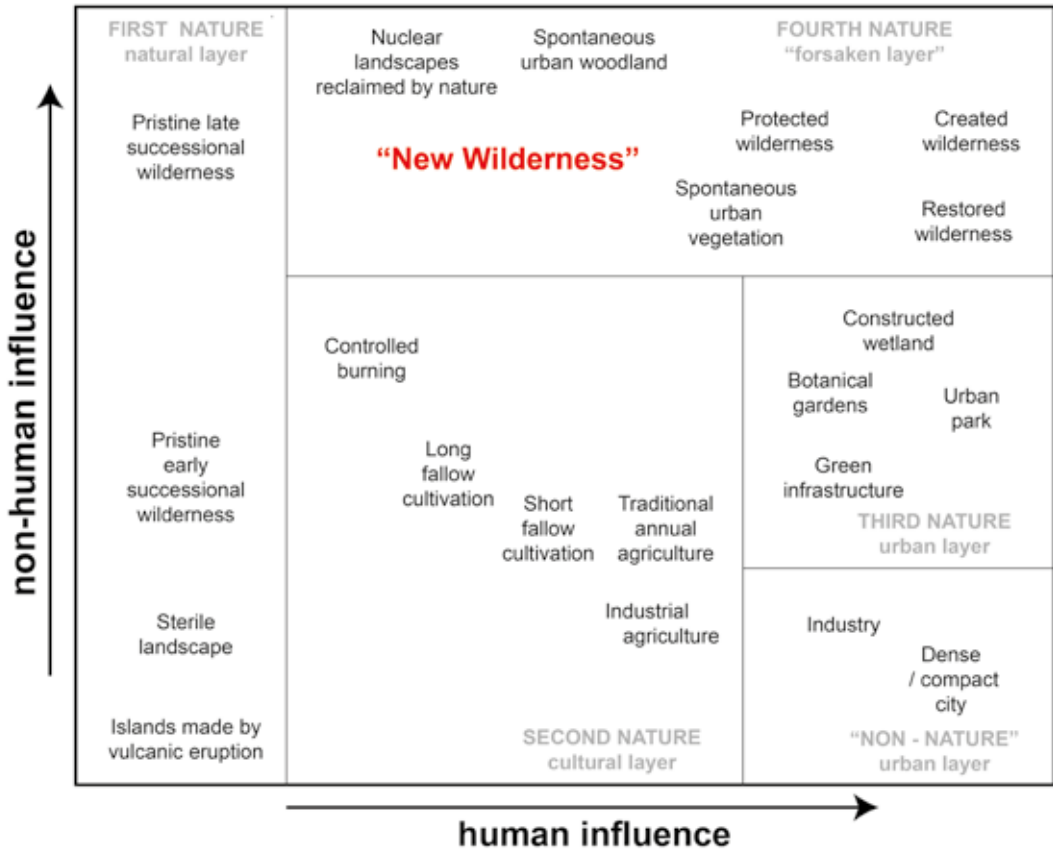 FIRST NATURE
natural layer
Pristine late
successional
wilderness
Pristine
early
successional
wilderness
Sterile
landscape
Islands made by
vulcanic eruption
Nuclear
landscapes
reclaimed by nature
Spontaneous
urban woodland
FOURTH NATURE
“forsaken layer”
“New Wilderness”
Protected
wilderness
Created
wilderness
Spontaneous
urban
vegetation
Restored
wilderness
Controlled
burning
Long
fallow
cultivation
Short
fallow
cultivation
Traditional
annual
agriculture
Industrial
agriculture
SECOND NATURE
cultural layer
Constructed
wetland
Botanical
gardens
Urban
park
Green
infrastructure
THIRD NATURE
urban layer
Industry
Dense
/ compact
city
“NON - NATURE”
urban layer
non-human influence
human influence